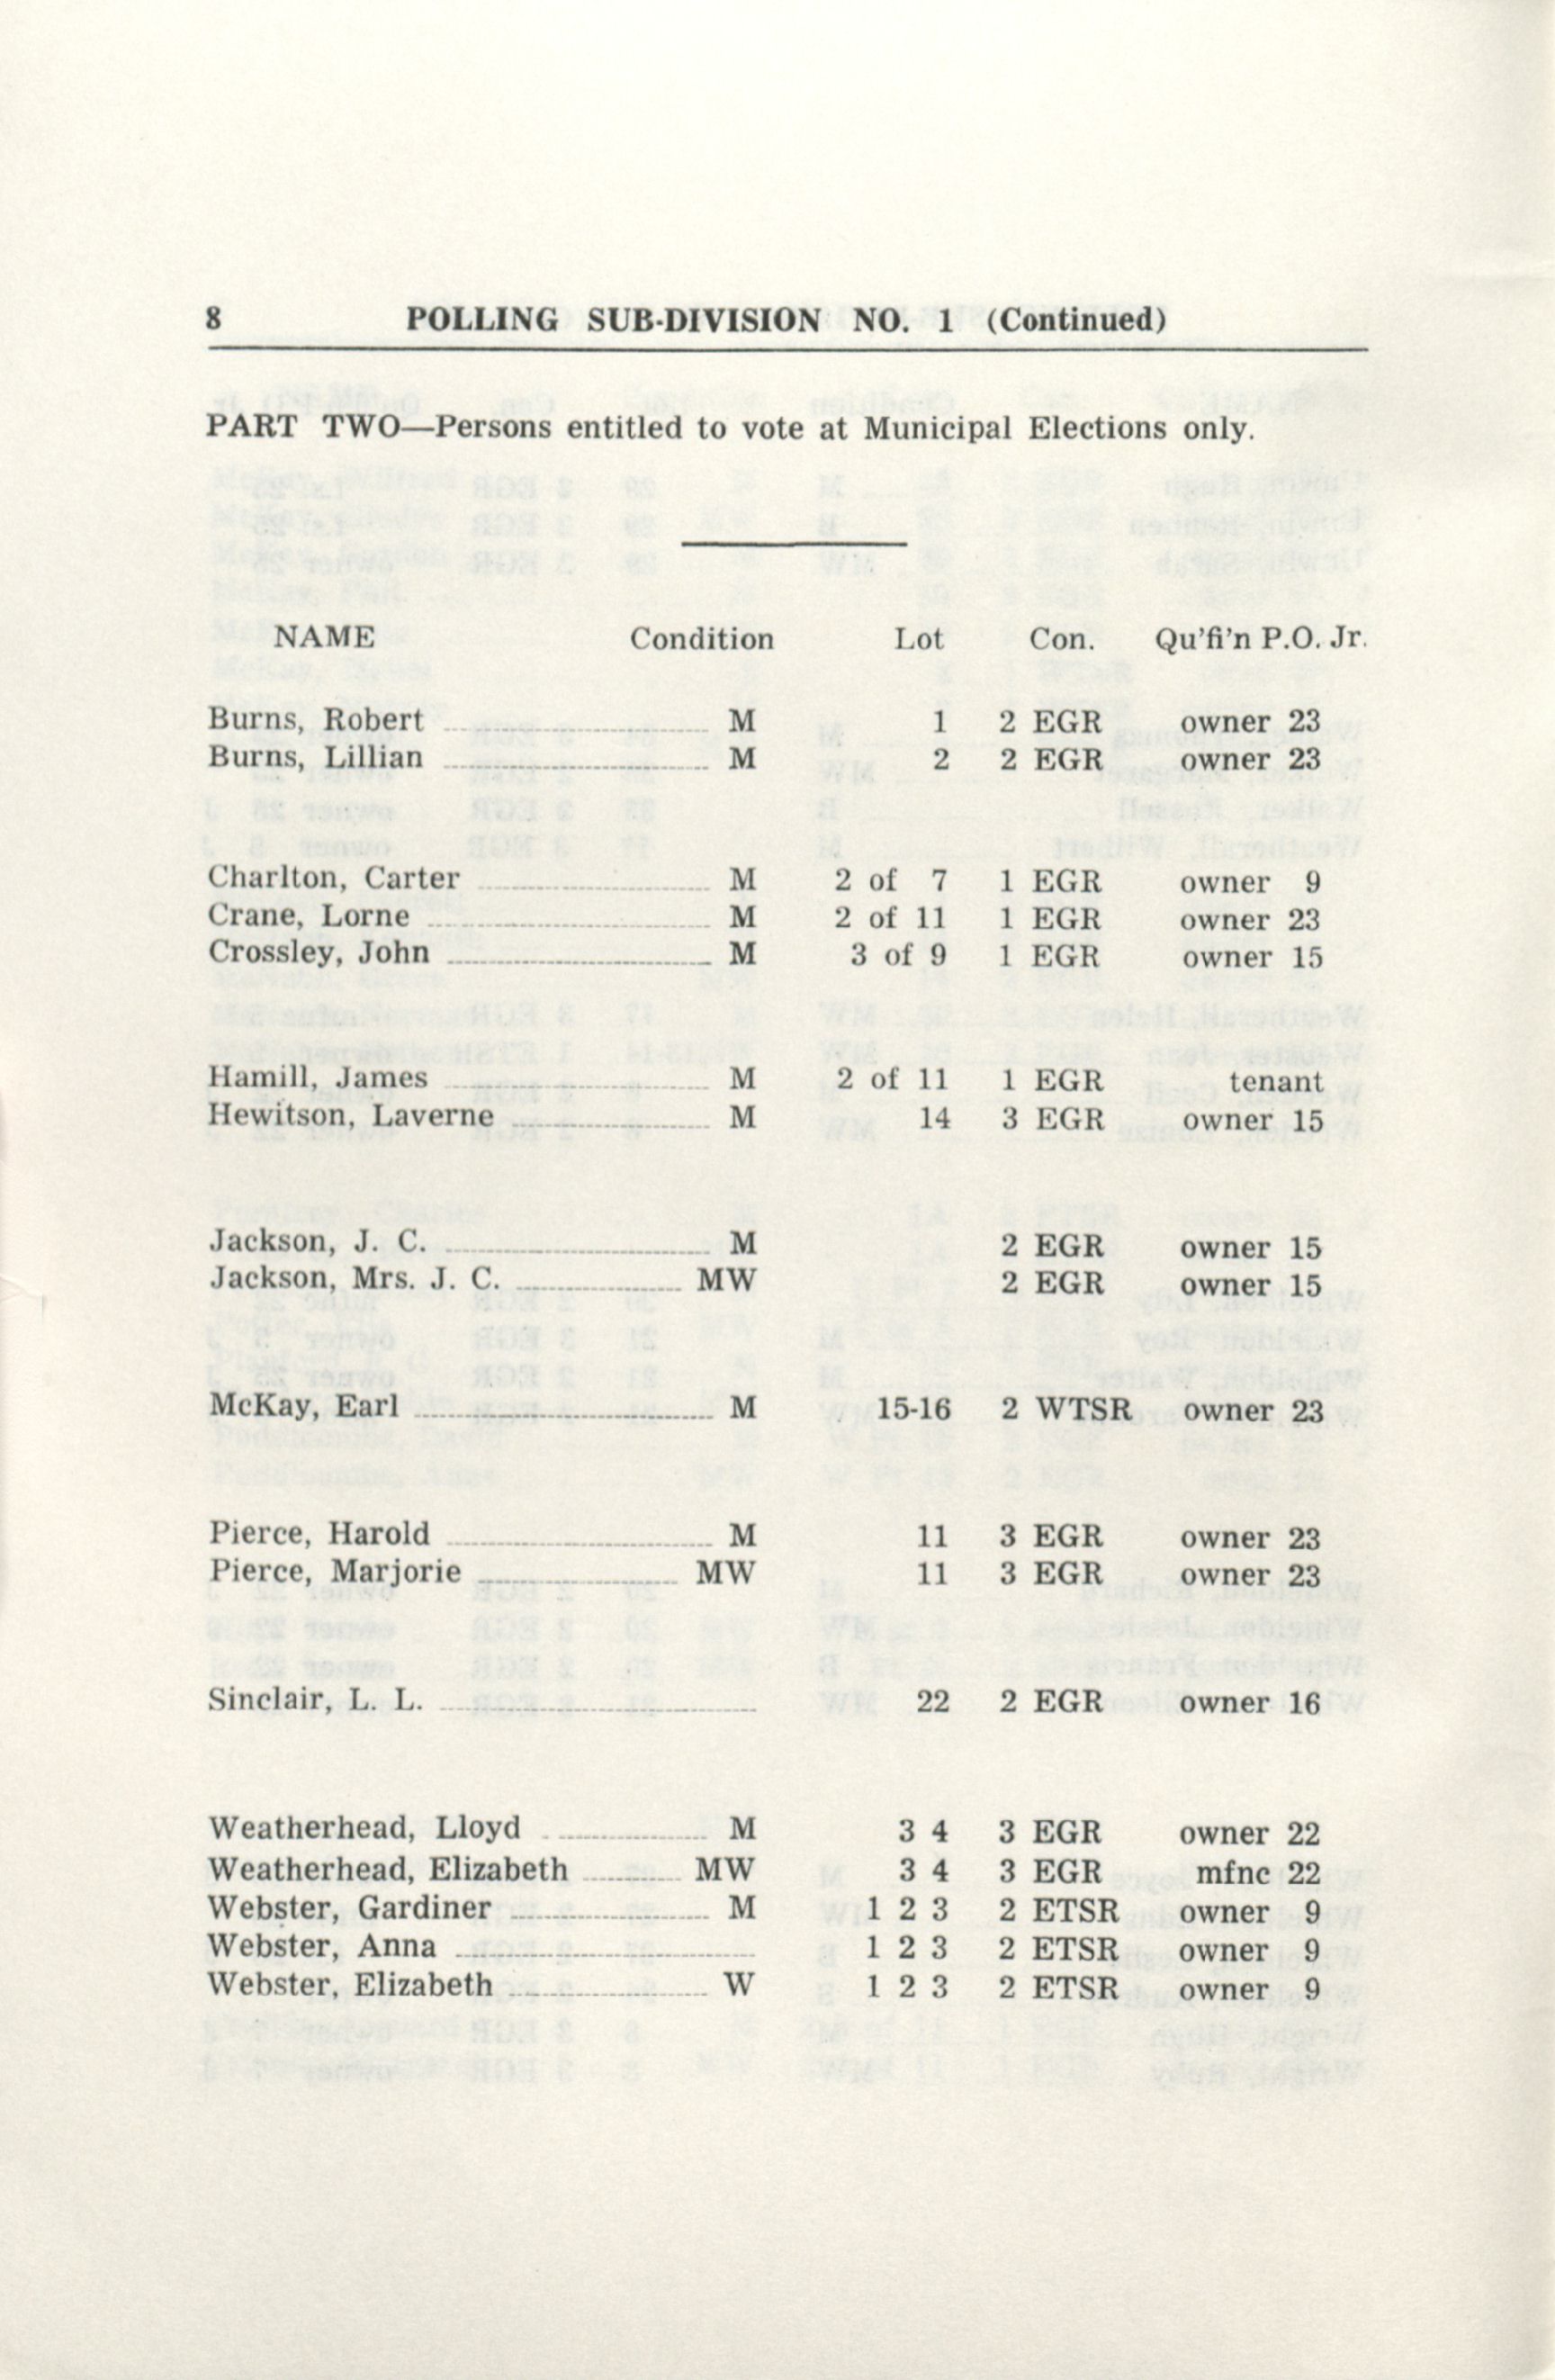 8 POLLING SUB-DIVISION NO. 1 (Continued)
PART TWO—Persons entitled to vote at Municipal Elections only.
NAME Condition Lot Con. Qu'fi'n P.O. Jr.
Burns, Robert M 1 2 EGR owner 23
Burns, Lillian M 2 2 EGR owner 23
Charlton, Carter M 2 of 7 1 EGR owner 9
Crane, Lorne M 2 of 11 1 EGR owner 23
Crossley, John M 3 of 9 1 EGR owner 15
Hamill, James M 2 of 11 1 EGR tenant
Hewitson, Laverne M 14 3 EGR owner 15
Jackson, J. C. M 2 EGR owner 15
Jackson, Mrs. J. C. MW 2 EGR owner 15
McKay, Earl M 15-16 2 WTSR owner 23
Pierce, Harold M 11 3 EGR owner 23
Pierce, Marjorie MW 11 3 EGR owner 23
Sinclair, L. L. 22 2 EGR owner 16
Weatherhead, Lloyd M 3 4 3 EGR owner 22
Weatherhead, Elizabeth MW 3 4 3 EGR mfnc 22
Webster, Gardiner M 1 2 3 2 ETSR owner 9
Webster, Anna 1 2 3 2 ETSR owner 9
Webster, Elizabeth W 1 2 3 2 ETSR owner 9